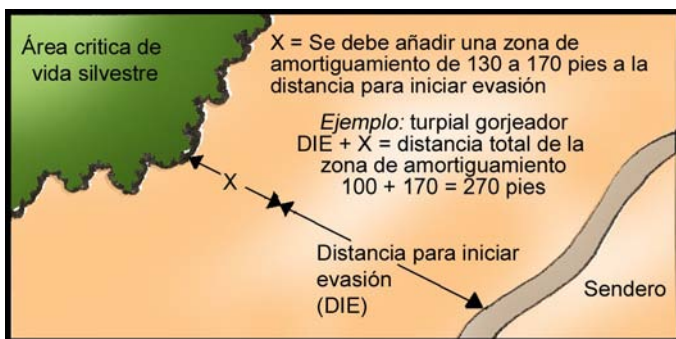 Área critica de
vida silvestre
X = Se debe añadir una zona de
amortiguamiento de 130 a 170 pies a la
distancia para iniciar evasión
Ejemplo: turpial gorjeador
DIE + X = distancia total de la
zona de amortiguamiento
100 + 170 = 270 pies
X
Distancia para iniciar
evasión
(DIE)
Sendero